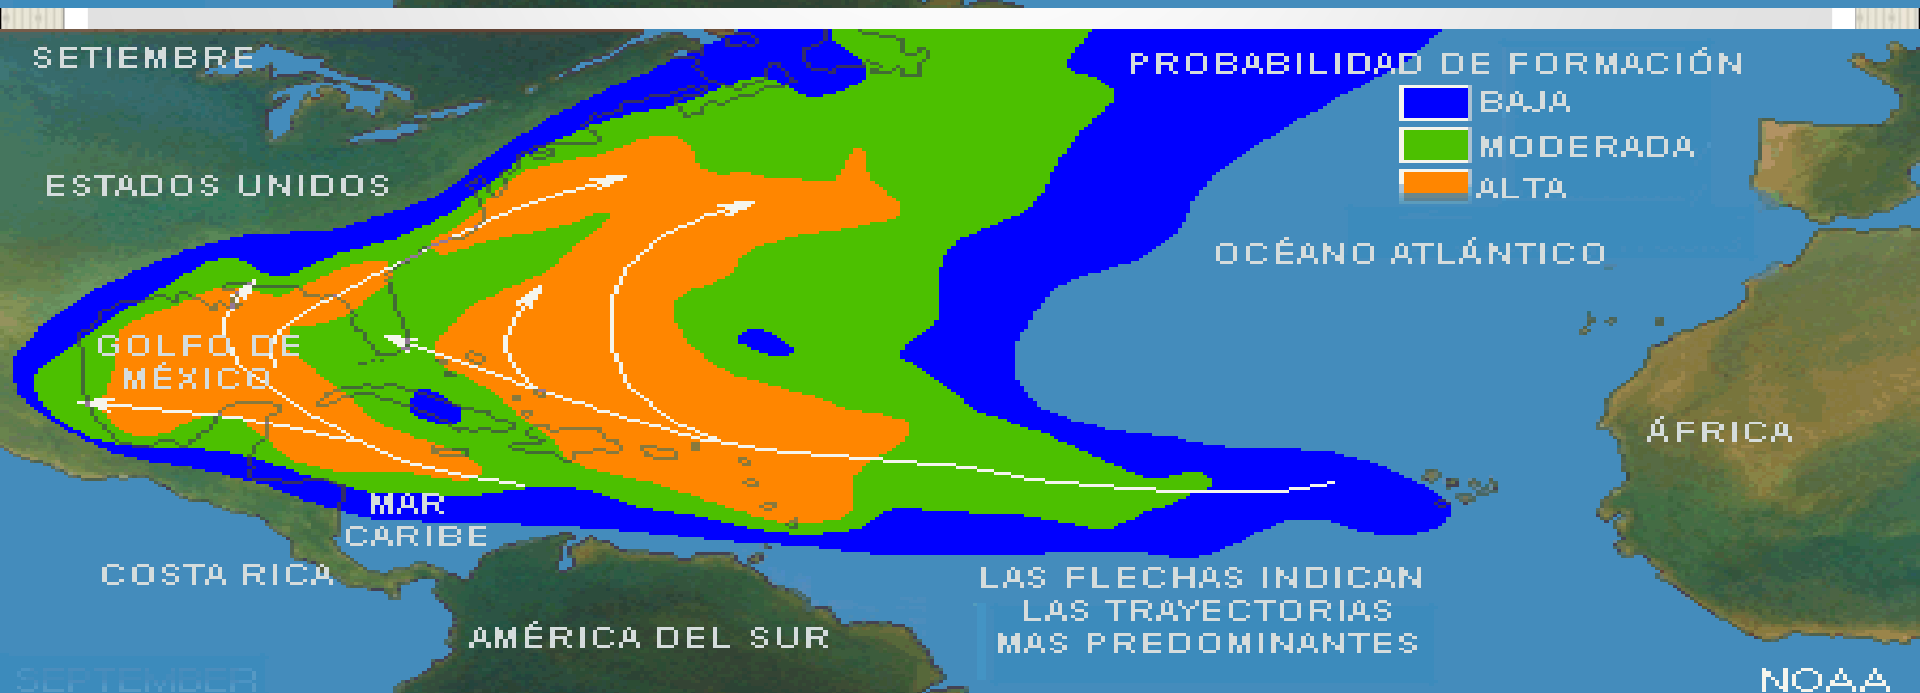 SETIEMBRE
PROBABILIDAD DE FORMACIÓN
BAJA
MODERADA
ALTA
ESTADOS UNIDOS
OCÉANO ATLÁNTICO
GOLFO DE
MÉXICO
ÁFRICA
MAR
CARIBE
COSTA RICA
LAS FLECHAS INDICAN
LAS TRAYECTORIAS
MAS PREDOMINANTES
AMÉRICA DEL SUR
SEPTEMBER
NOAA